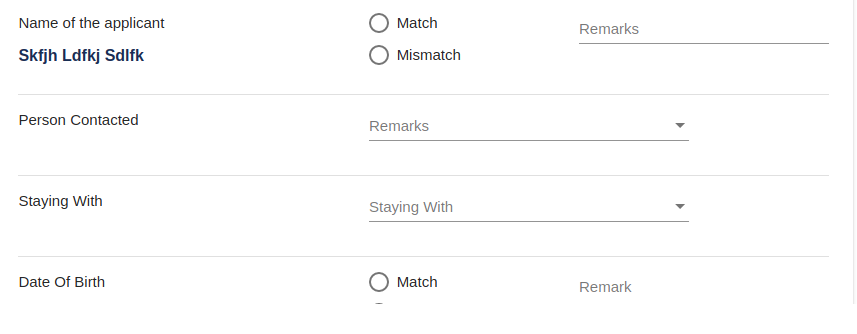 Name of the applicant
Match
Remarks
Skfjh Ldfkj Sdlfk
Mismatch
Person Contacted
Remarks
Staying With
Staying With
Date Of Birth
Match
Remark